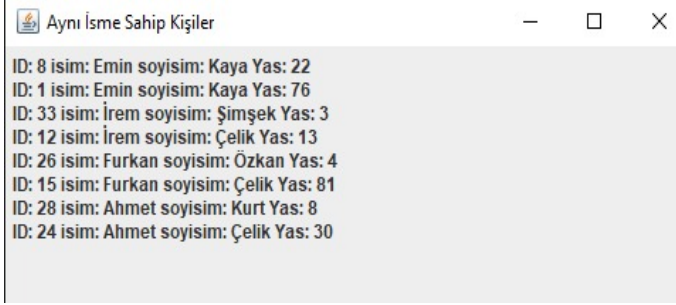 Aynı İsme Sahip Kişiler
ID: 8 isim: Emin soyisim: Kaya Yas: 22
ID: 1 isim: Emin soyisim: Kaya Yas: 76
ID: 33 isim: İrem soyisim: Şimşek Yas: 3
ID: 12 isim: İrem soyisim: Çelik Yas: 13
ID: 26 isim: Furkan soyisim: Özkan Yas: 4
ID: 15 isim: Furkan soyisim: Çelik Yas: 81
ID: 28 isim: Ahmet soyisim: Kurt Yas: 8
ID: 24 isim: Ahmet soyisim: Çelik Yas: 30